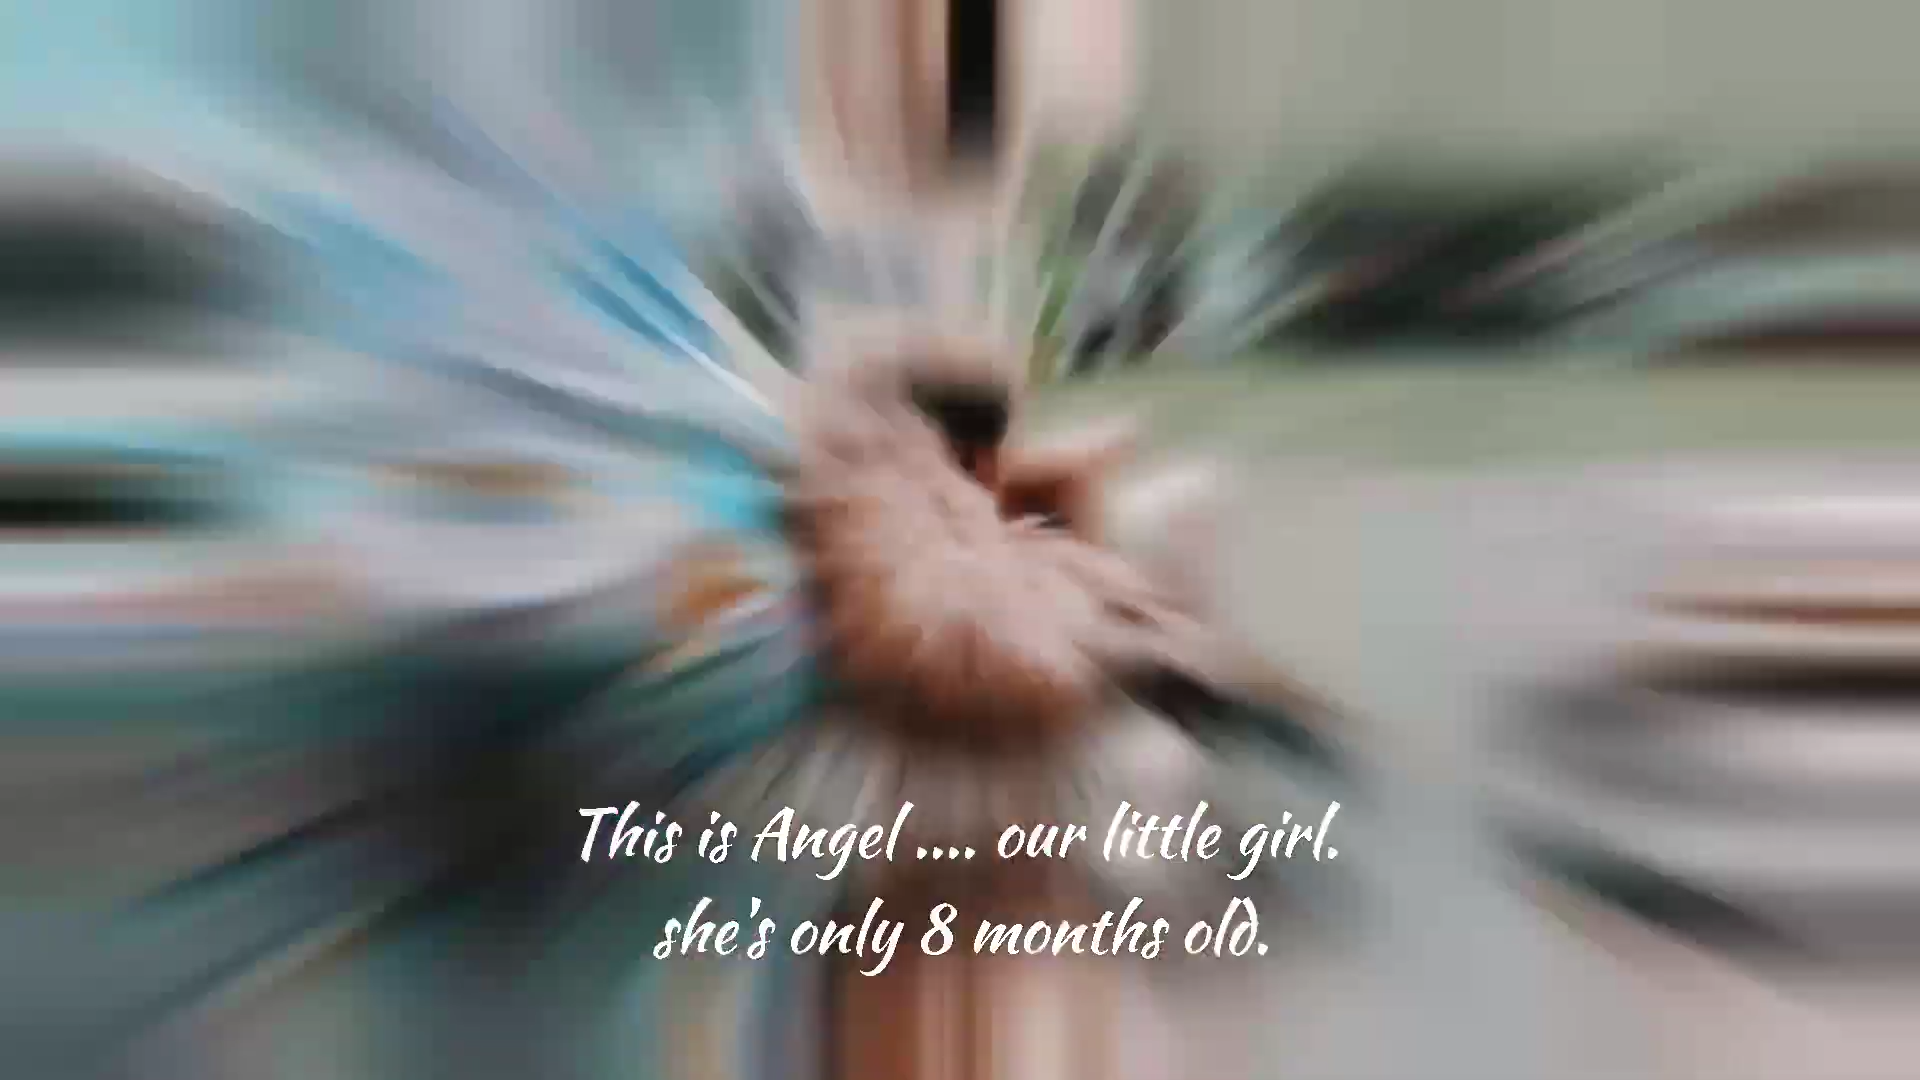 This is Angel .... our little girl.
she's only 8 months old.